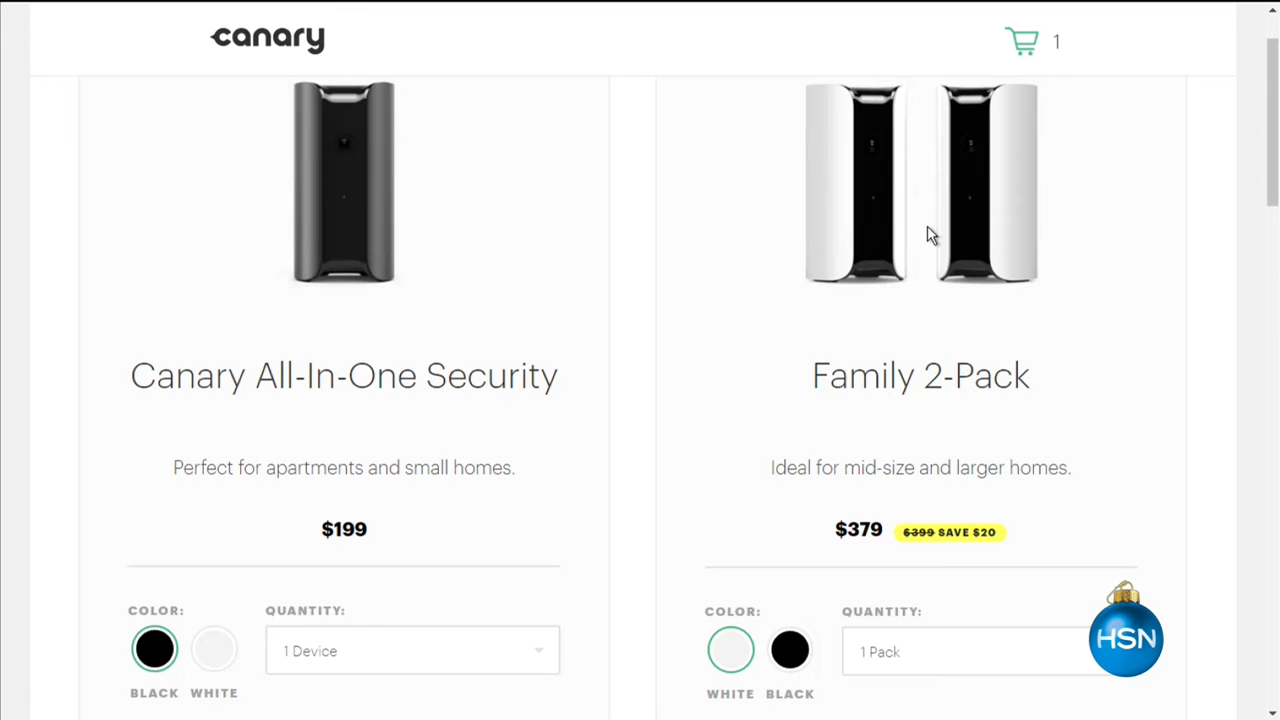 canary
1
Canary All-In-One Security
Perfect for apartments and small homes.
$199
COLOR:
QUANTITY:
1 Device
BLACK WHITE
Family 2-Pack
Ideal for mid-size and larger homes.
$379 $399 SAVE $20
COLOR:
QUANTITY:
1 Pack
WHITE BLACK
HSN